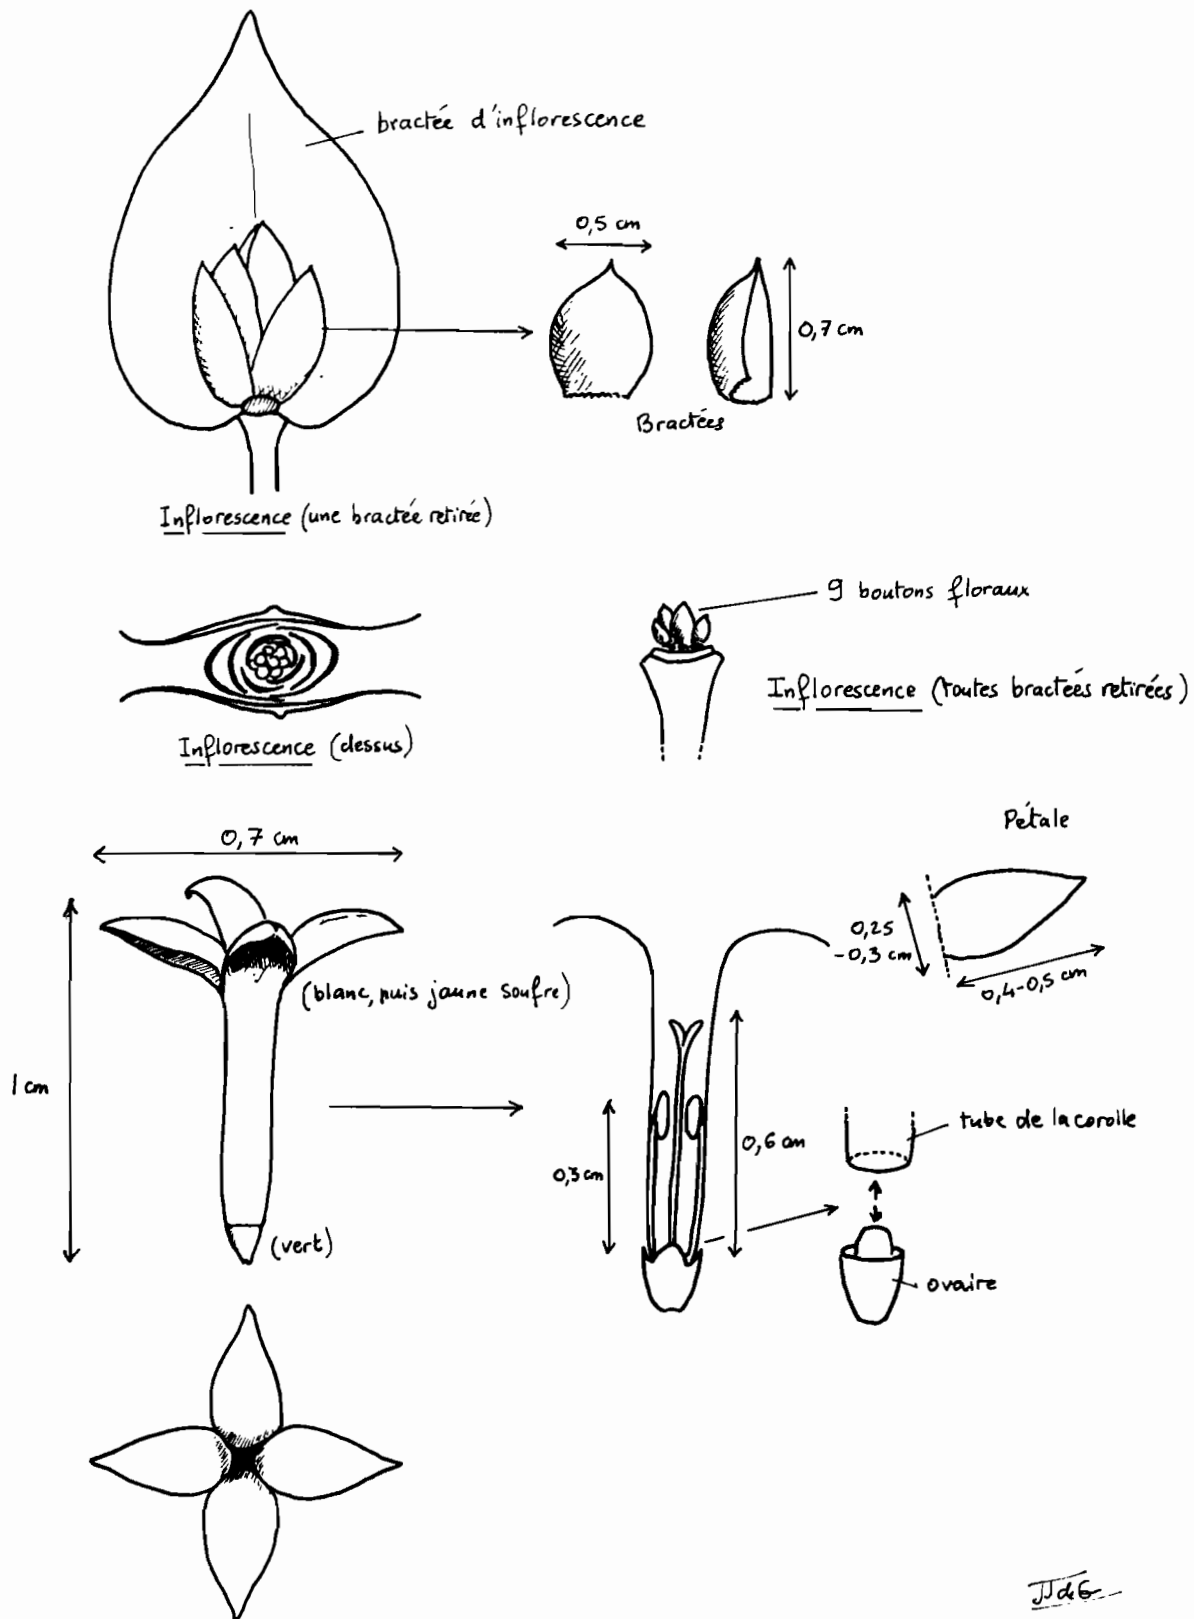 bractée d'inflorescence
0,5 cm
0,7 cm
Bractées
Inflorescence (une bractée retirée)
9 boutons floraux
Inflorescence (toutes bractées retirées)
Inflorescence (dessus)
Pétale
0,7 cm
0,25
-0,3 cm
0,4-0,5 cm
(blanc, puis jaune soufre)
1 cm
tube de la corolle
0,6 cm
0,3 cm
(vert)
ovaire